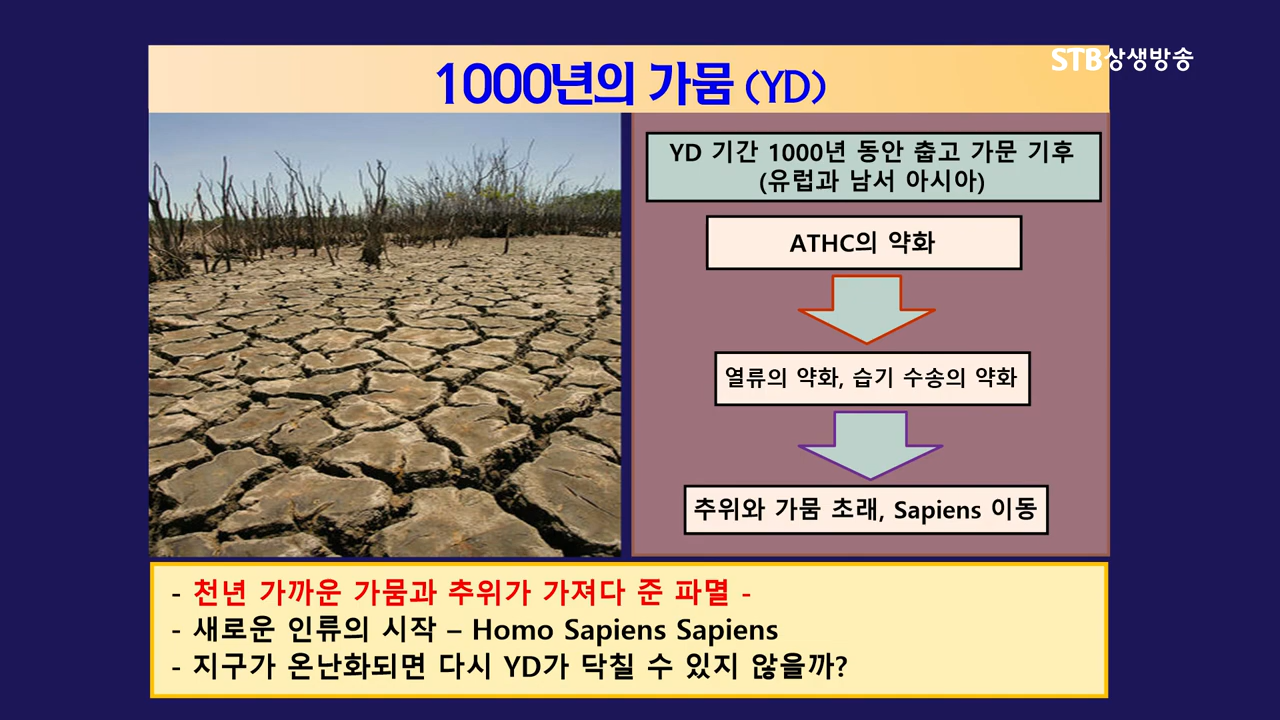 STB상생방송
1000년의 가뭄 (YD)
YD 기간 1000년 동안 춥고 가문 기후
(유럽과 남서 아시아)
ATHC의 약화
열류의 약화, 습기 수송의 약화
추위와 가뭄 초래, Sapiens 이동
- 천년 가까운 가뭄과 추위가 가져다 준 파멸 -
- 새로운 인류의 시작 – Homo Sapiens Sapiens
- 지구가 온난화되면 다시 YD가 닥칠 수 있지 않을까?